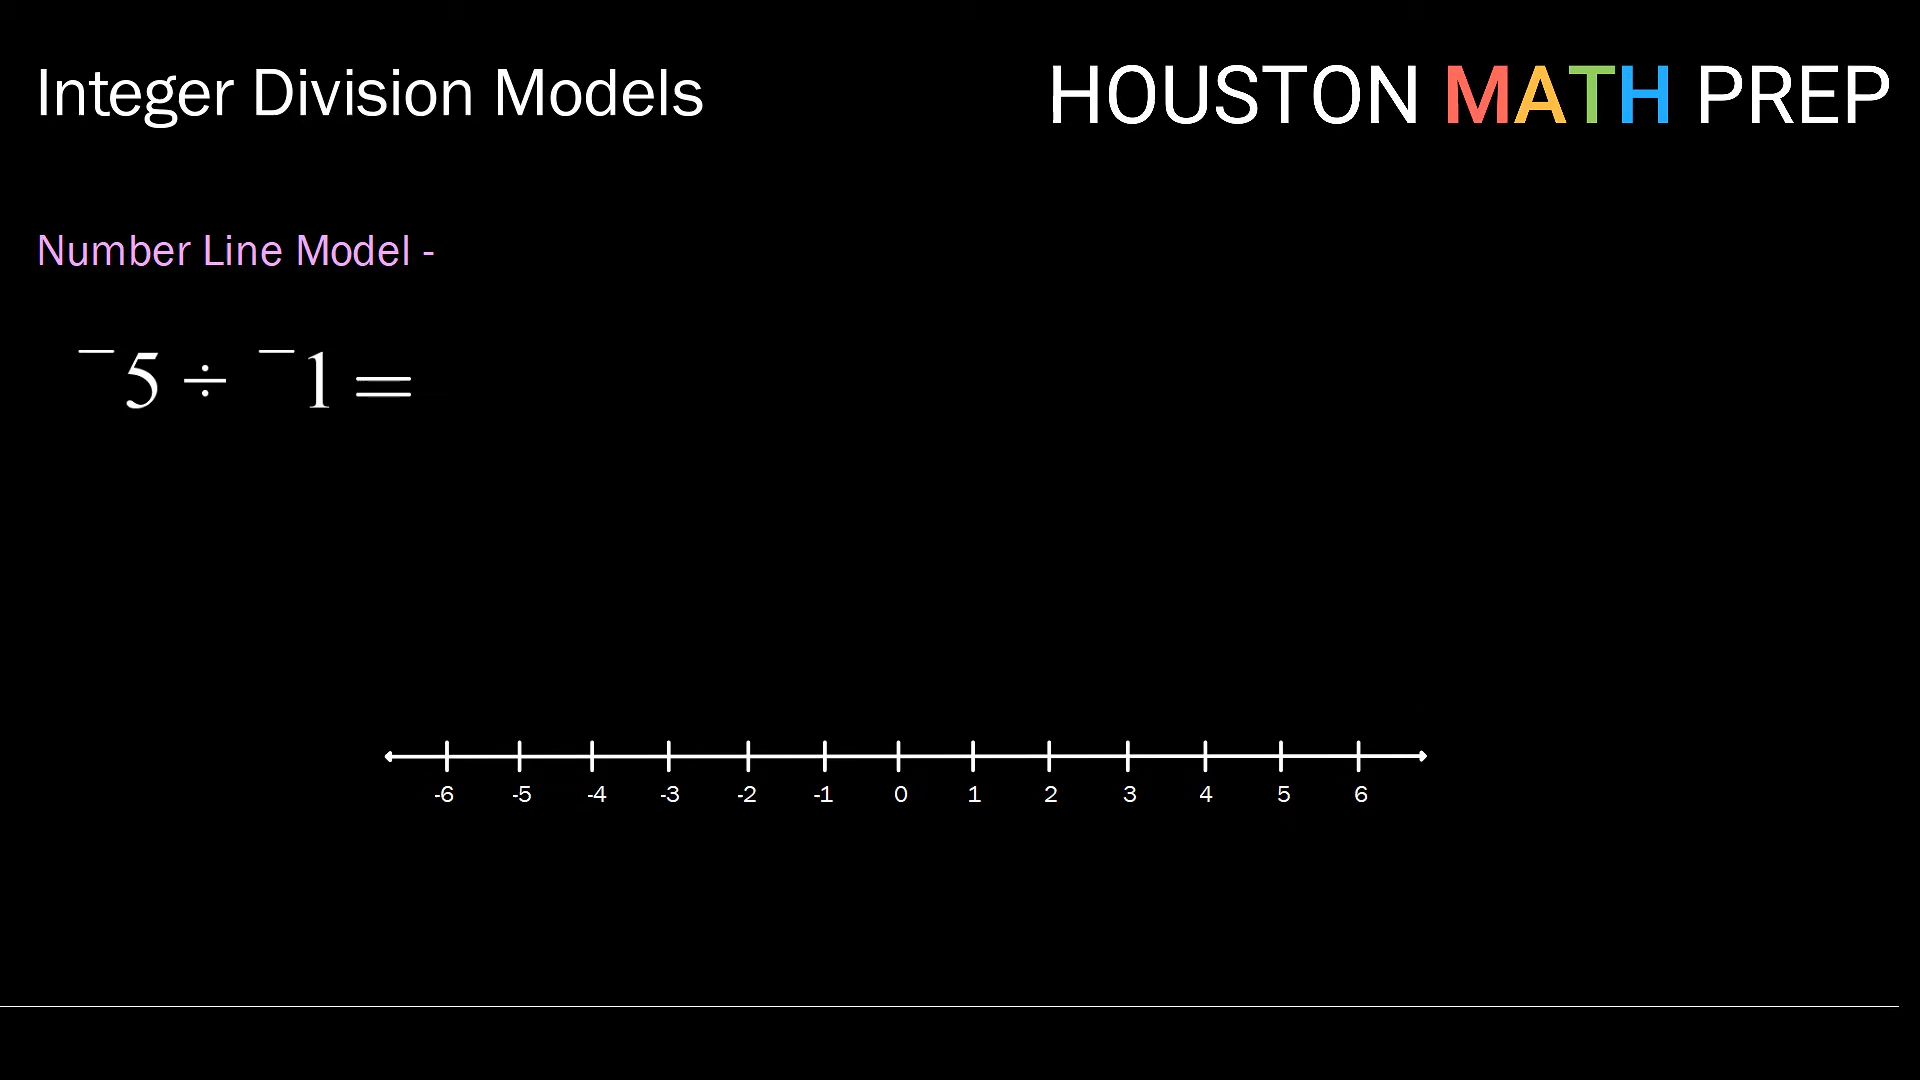 Integer Division Models
HOUSTON MATH PREP
Number Line Model -
⁻5 ÷ ⁻1 =
-6 -5 -4 -3 -2 -1 0 1 2 3 4 5 6